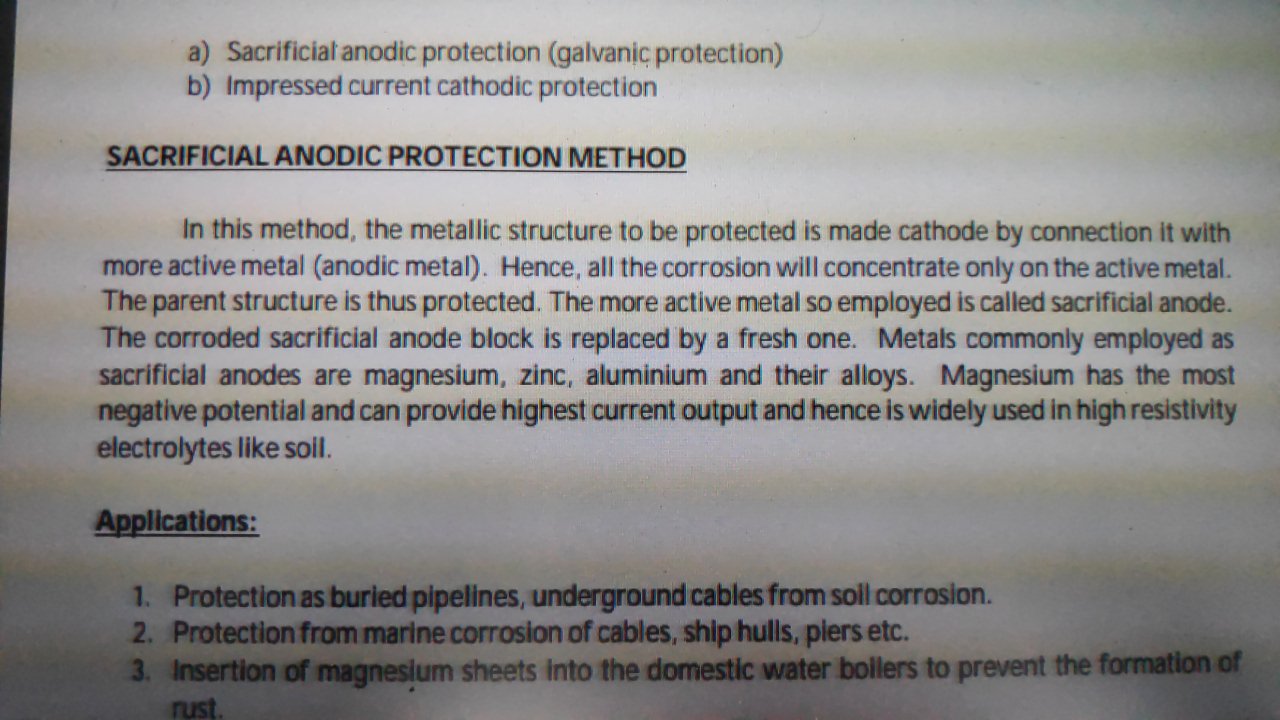 a) Sacrificial anodic protection (galvanic protection)
b) Impressed current cathodic protection
SACRIFICIAL ANODIC PROTECTION METHOD
In this method, the metallic structure to be protected is made cathode by connection it with
more active metal (anodic metal). Hence, all the corrosion will concentrate only on the active metal.
The parent structure is thus protected. The more active metal so employed is called sacrificial anode.
The corroded sacrificial anode block is replaced by a fresh one. Metals commonly employed as
sacrificial anodes are magnesium, zinc, aluminium and their alloys. Magnesium has the most
negative potential and can provide highest current output and hence is widely used in high resistivity
electrolytes like soil.
Applications:
1. Protection as buried pipelines, underground cables from soil corrosion.
2. Protection from marine corrosion of cables, ship hulls, piers etc.
3. Insertion of magnesium sheets into the domestic water boilers to prevent the formation of
rust.